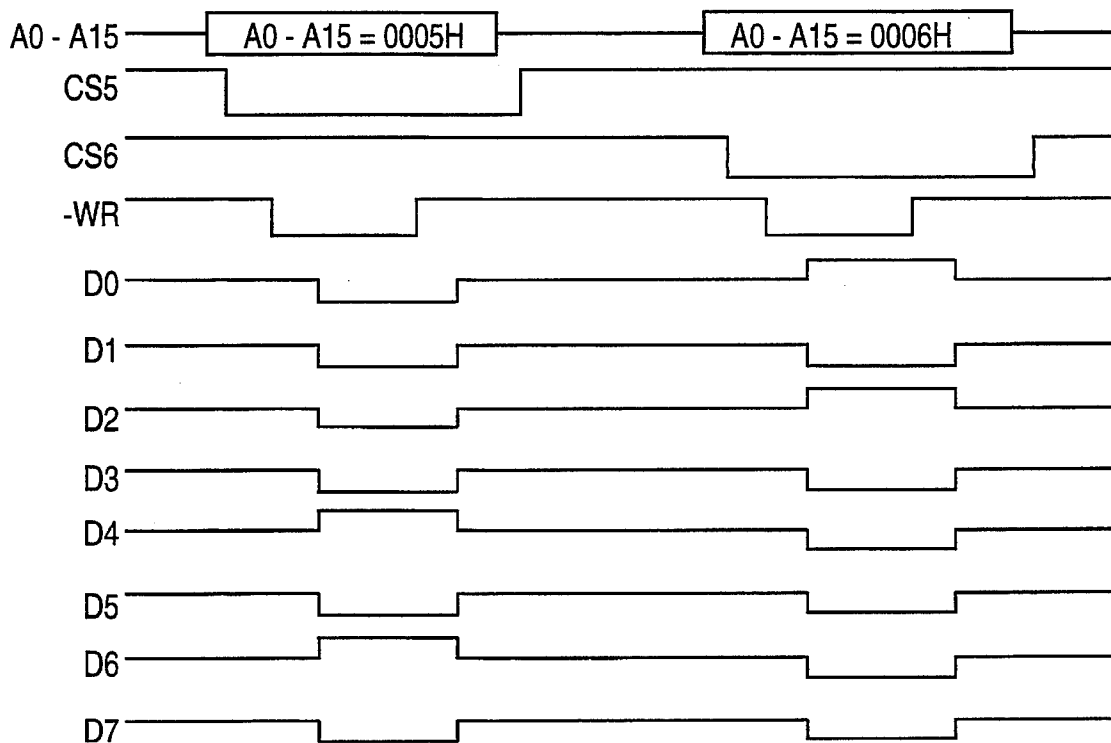 A0 - A15 A0 - A15 = 0005H A0 - A15 = 0006H
CS5
CS6
-WR
D0
D1
D2
D3
D4
D5
D6
D7